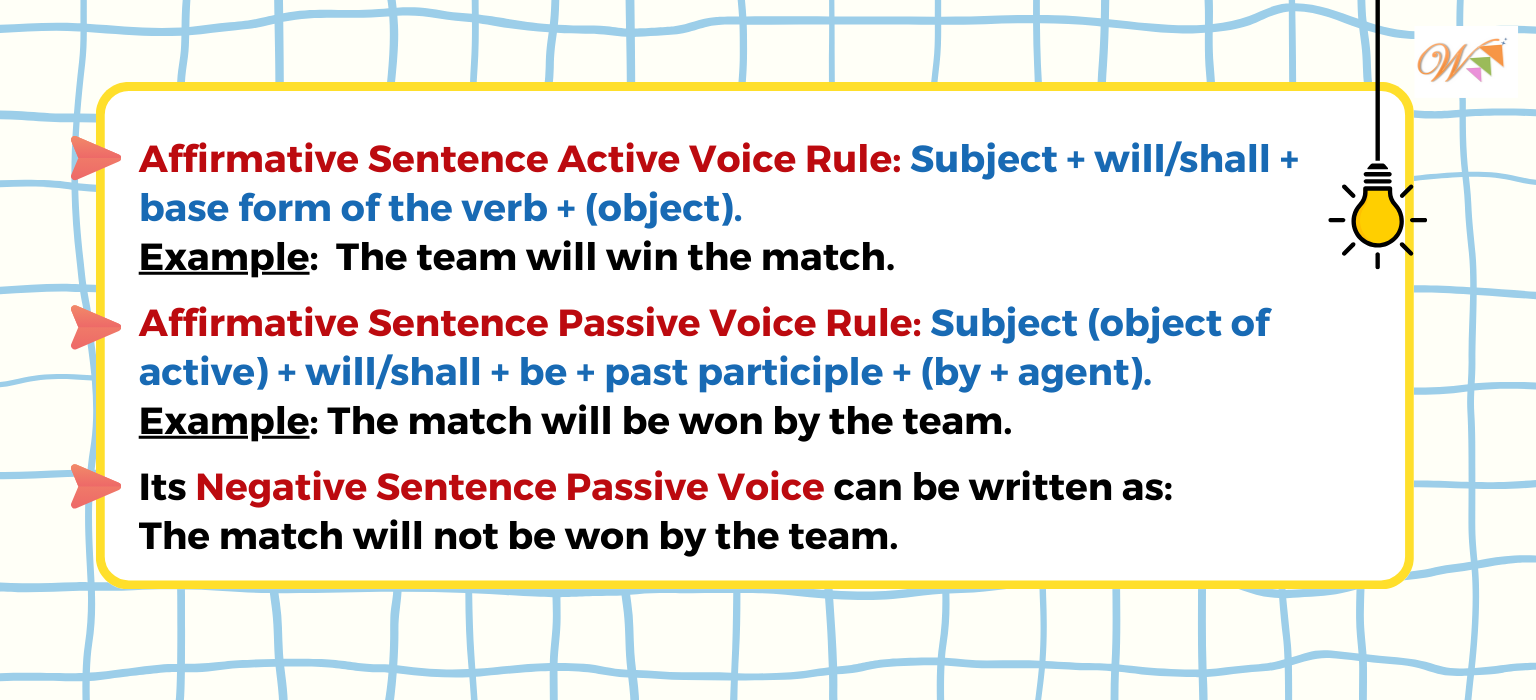 Affirmative Sentence Active Voice Rule: Subject + will/shall +
base form of the verb + (object).
Example:  The team will win the match.
Affirmative Sentence Passive Voice Rule: Subject (object of
active) + will/shall + be + past participle + (by + agent).
Example: The match will be won by the team.
Its Negative Sentence Passive Voice can be written as:
The match will not be won by the team.
W